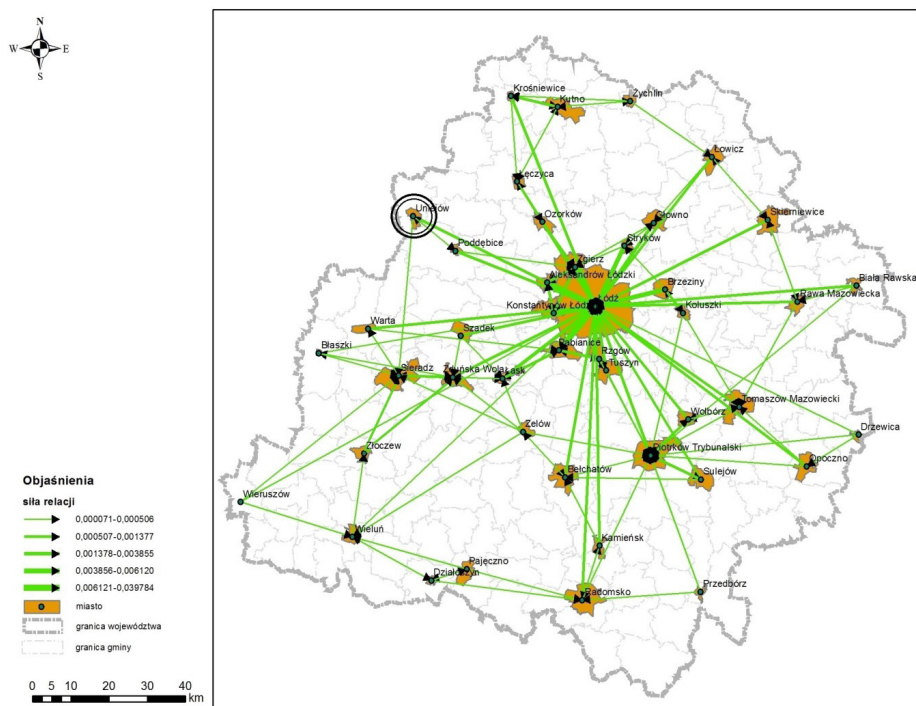 N
W E
S
Krośniewice
Kutno
Żychlin
Łowicz
Łęczyca
Uniejów
Ozorków
Głowno
Skierniewice
Poddębice
Stryków
Zgierz
Aleksandrów Łódzki
Brzeziny
Biała Rawska
Rawa Mazowiecka
Konstantynów Łódzki
Łódź
Koluszki
Warta
Szadek
Błaszki
Pabianice
Rzgów
Tuszyn
Sieradz
Zduńska Wola
Łask
Tomaszów Mazowiecki
Wolbórz
Zelów
Drzewica
Złoczew
Piotrków Trybunalski
Opoczno
Bełchatów
Sulejów
Wieruszów
Wieluń
Kamieńsk
Pajęczno
Działoszyn
Radomsko
Przedbórz
Objaśnienia
siła relacji
0,000071-0,000506
0,000507-0,001377
0,001378-0,003855
0,003856-0,006120
0,006121-0,039784
miasto
granica województwa
granica gminy
0 5 10 20 30 40
km